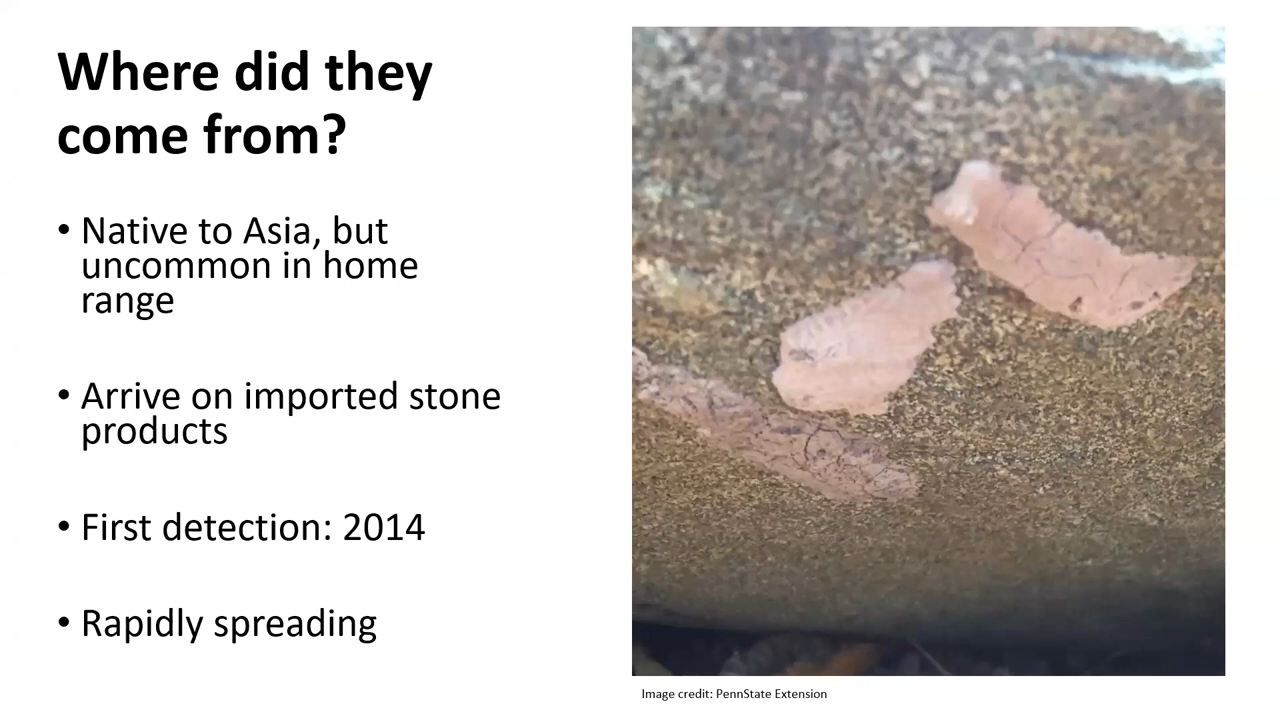 Where did they
come from?
• Native to Asia, but
uncommon in home
range
• Arrive on imported stone
products
• First detection: 2014
• Rapidly spreading
Image credit: PennState Extension